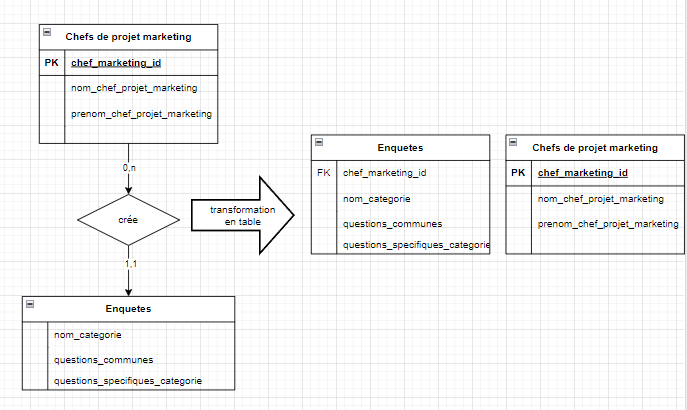 Chefs de projet marketing
PK chef_marketing_id
nom_chef_projet_marketing
prenom_chef_projet_marketing
0,n
crée
1,1
Enquetes
nom_categorie
questions_communes
questions_specifiques_categorie
transformation
en table
Enquetes
FK chef_marketing_id
nom_categorie
questions_communes
questions_specifiques_categorie
Chefs de projet marketing
PK chef_marketing_id
nom_chef_projet_marketing
prenom_chef_projet_marketing